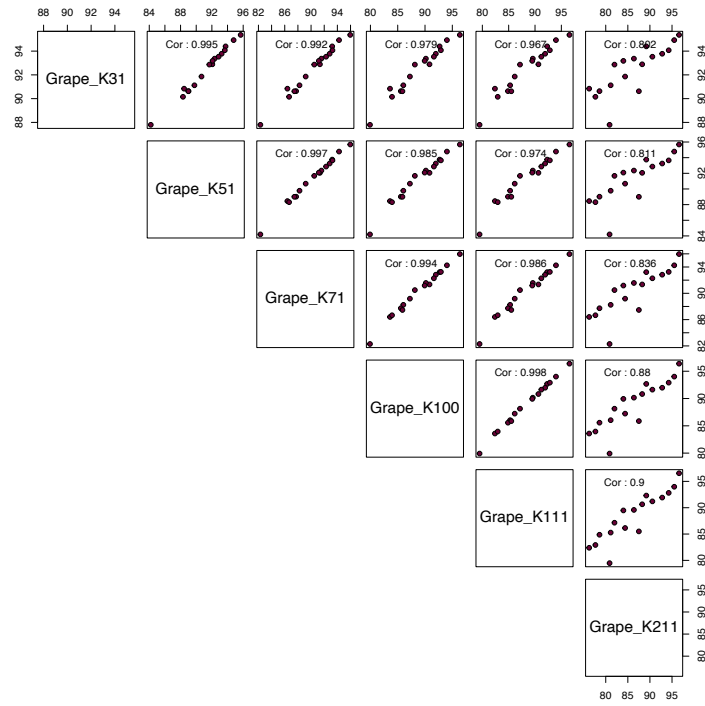 88 90 92 94 84 88 92 96 82 86 90 94 80 85 90 95 80 85 90 95 80 85 90 95
88 90 92 94
Grape_K31
Cor : 0.995
Cor : 0.992
Cor : 0.979
Cor : 0.967
Cor :
Grape_K51
Cor : 0.997
Cor : 0.985
Cor : 0.974
Cor : 0.811
84 88 92 96
Grape_K71
Cor : 0.994
Cor : 0.986
Cor : 0.836
82 86 90 94
Grape_K100
Cor : 0.998
Cor : 0.88
80 85 90 95
Grape_K111
Cor : 0.9
80 85 90 95
Grape_K211
80 85 90 95
80 85 90 95